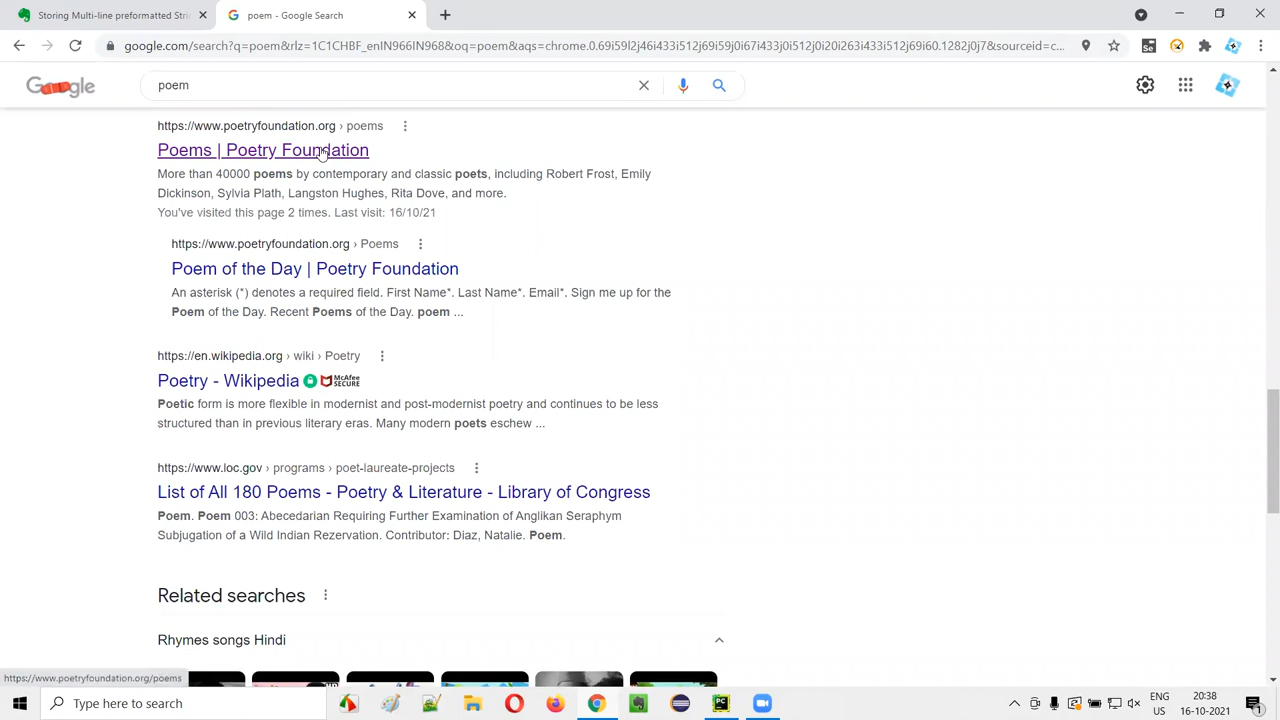 Storing Multi-line preformatted Stri
poem - Google Search
google.com/search?q=poem&rlz=1C1CHBF_enIN966IN968&oq=poem&aqs=chrome.0.69i59l2j46i433i512j69i59j0i67i433j0i512j0i20i263i433i512j69i60.1282j0j7&sourceid=c...
Google
poem
https://www.poetryfoundation.org › poems
Poems | Poetry Foundation
More than 40000 poems by contemporary and classic poets, including Robert Frost, Emily
Dickinson, Sylvia Plath, Langston Hughes, Rita Dove, and more.
You've visited this page 2 times. Last visit: 16/10/21
https://www.poetryfoundation.org › Poems
Poem of the Day | Poetry Foundation
An asterisk (*) denotes a required field. First Name*. Last Name*. Email*. Sign me up for the
Poem of the Day. Recent Poems of the Day. poem ...
https://en.wikipedia.org › wiki › Poetry
Poetry - Wikipedia McAfee SECURE
Poetic form is more flexible in modernist and post-modernist poetry and continues to be less
structured than in previous literary eras. Many modern poets eschew ...
https://www.loc.gov › programs › poet-laureate-projects
List of All 180 Poems - Poetry & Literature - Library of Congress
Poem. Poem 003: Abecedarian Requiring Further Examination of Anglikan Seraphym
Subjugation of a Wild Indian Rezervation. Contributor: Diaz, Natalie. Poem.
Related searches
Rhymes songs Hindi
https://www.poetryfoundation.org/poems
Type here to search
ENG
US
20:38
16-10-2021
1